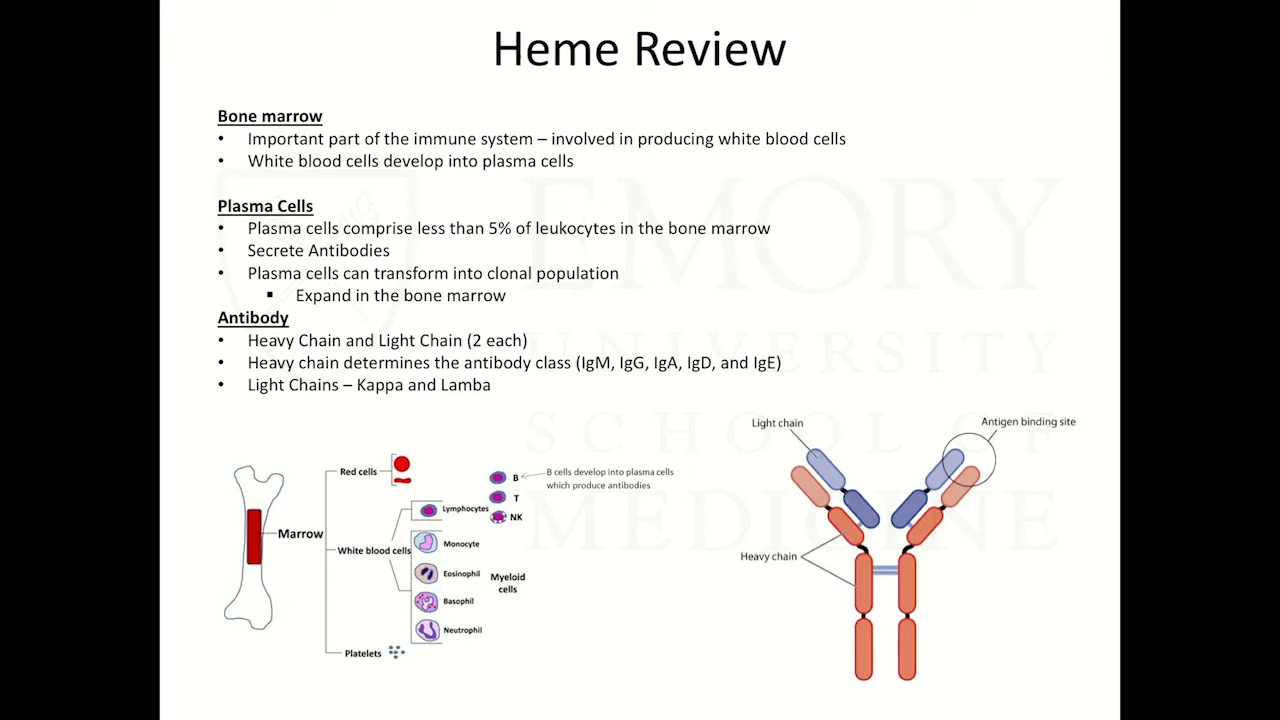 Heme Review
Bone marrow
• Important part of the immune system – involved in producing white blood cells
• White blood cells develop into plasma cells
Plasma Cells
• Plasma cells comprise less than 5% of leukocytes in the bone marrow
• Secrete Antibodies
• Plasma cells can transform into clonal population
▪ Expand in the bone marrow
Antibody
• Heavy Chain and Light Chain (2 each)
• Heavy chain determines the antibody class (IgM, IgG, IgA, IgD, and IgE)
• Light Chains – Kappa and Lamba
Marrow
Red cells
White blood cells
Platelets
Lymphocytes
B
T
NK
B cells develop into plasma cells
which produce antibodies
Monocyte
Eosinophil
Basophil
Neutrophil
Myeloid
cells
Light chain
Antigen binding site
Heavy chain
EMORY
UNIVERSITY
SCHOOL OF
MEDICINE